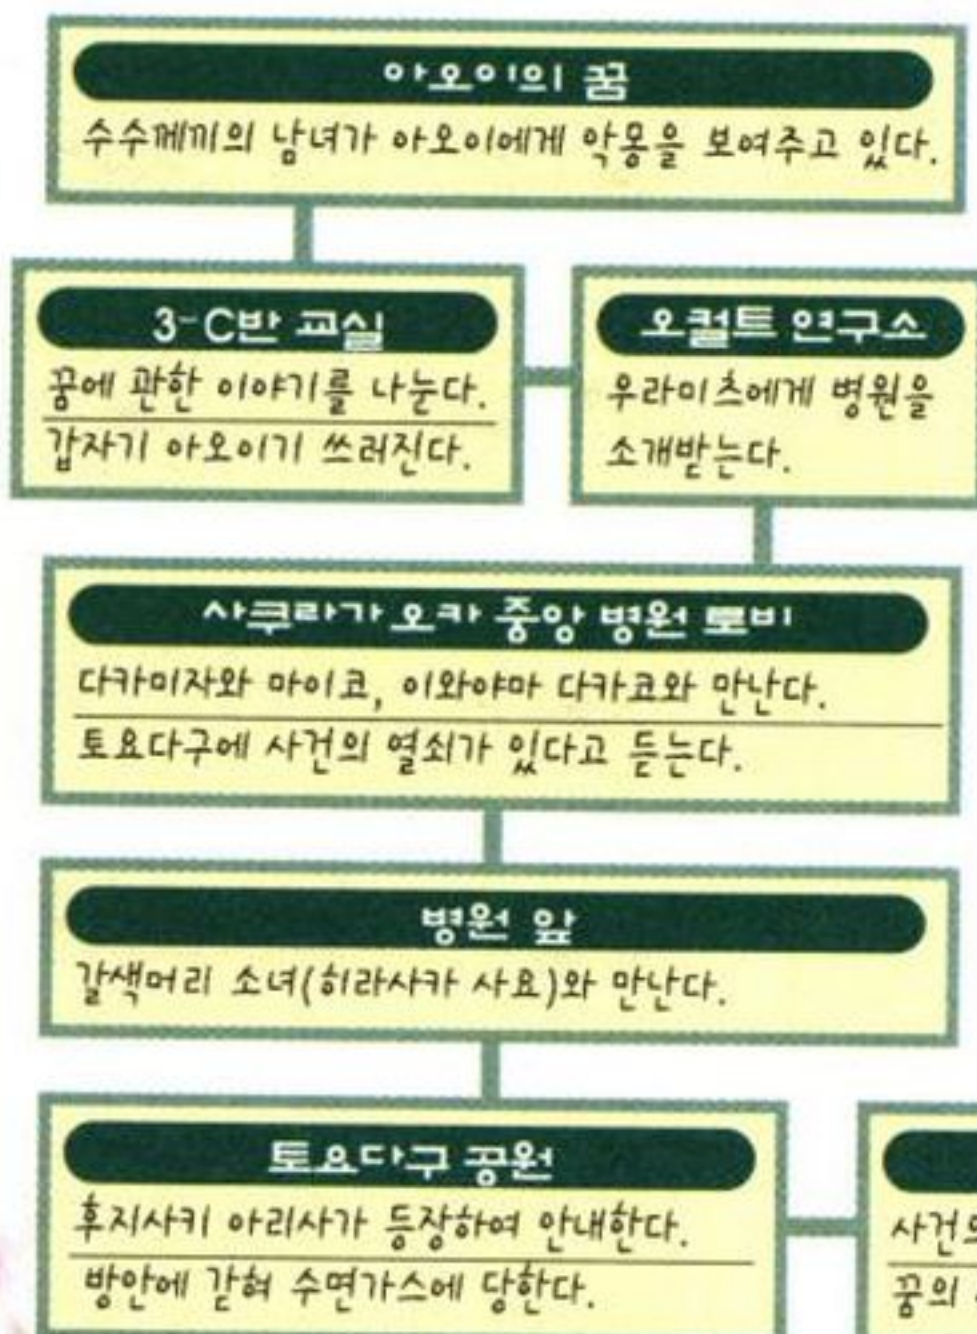 아오이의 꿈
수수께끼의 남녀가 아오이에게 악몽을 보여주고 있다.
3-C반 교실
꿈에 관한 이야기를 나눈다.
갑자기 아오이기 쓰러진다.
오컬트 연구소
우라미츠에게 병원을
소개받는다.
사쿠라가 오카 중앙 병원 로비
다카미자와 마이코, 이와야마 다카코와 만난다.
토요다구에 사건의 열쇠가 있다고 듣는다.
병원 앞
갈색머리 소녀(히라사카 사요)와 만난다.
토요다구 공원
후지사키 아리사가 등장하여 안내한다.
방안에 갇혀 수면가스에 당한다.
꿈의